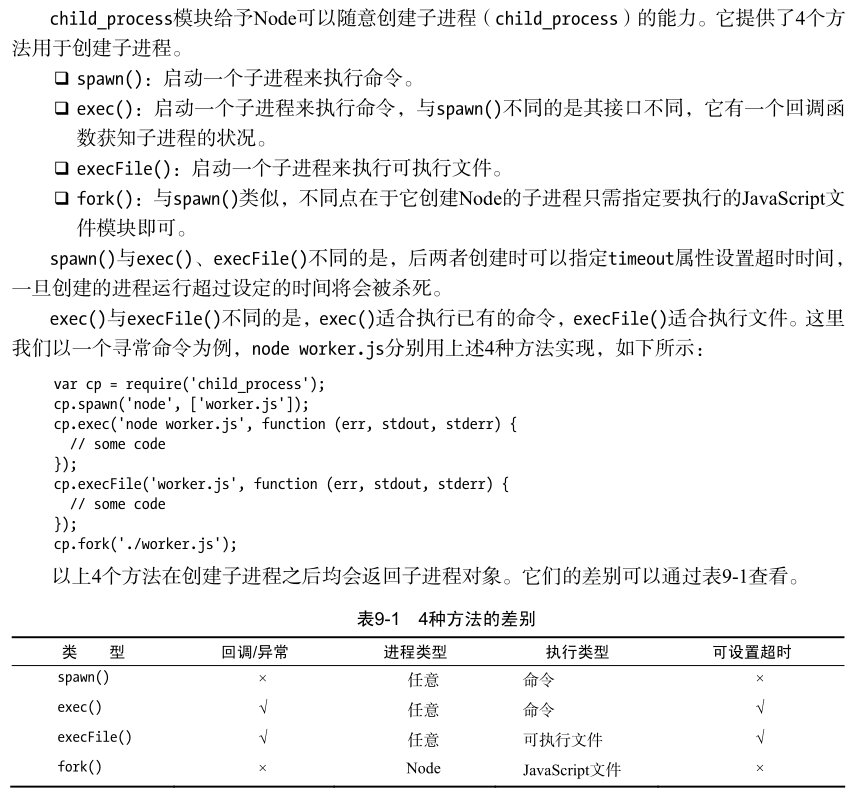 child_process模块给予Node可以随意创建子进程（child_process）的能力。它提供了4个方
法用于创建子进程。
❑ spawn()：启动一个子进程来执行命令。
❑ exec()：启动一个子进程来执行命令，与spawn()不同的是其接口不同，它有一个回调函
数获知子进程的状况。
❑ execFile()：启动一个子进程来执行可执行文件。
❑ fork()：与spawn()类似，不同点在于它创建Node的子进程只需指定要执行的JavaScript文
件模块即可。
spawn()与exec()、execFile()不同的是，后两者创建时可以指定timeout属性设置超时时间，
一旦创建的进程运行超过设定的时间将会被杀死。
exec()与execFile()不同的是，exec()适合执行已有的命令，execFile()适合执行文件。这里
我们以一个寻常命令为例，node worker.js分别用上述4种方法实现，如下所示：
var cp = require('child_process');
cp.spawn('node', ['worker.js']);
cp.exec('node worker.js', function (err, stdout, stderr) {
  // some code
});
cp.execFile('worker.js', function (err, stdout, stderr) {
  // some code
});
cp.fork('./worker.js');
以上4个方法在创建子进程之后均会返回子进程对象。它们的差别可以通过表9-1查看。
表9-1 4种方法的差别
类 型 回调/异常 进程类型 执行类型 可设置超时
spawn() × 任意 命令 ×
exec() √ 任意 命令 √
execFile() √ 任意 可执行文件 √
fork() × Node JavaScript文件 ×